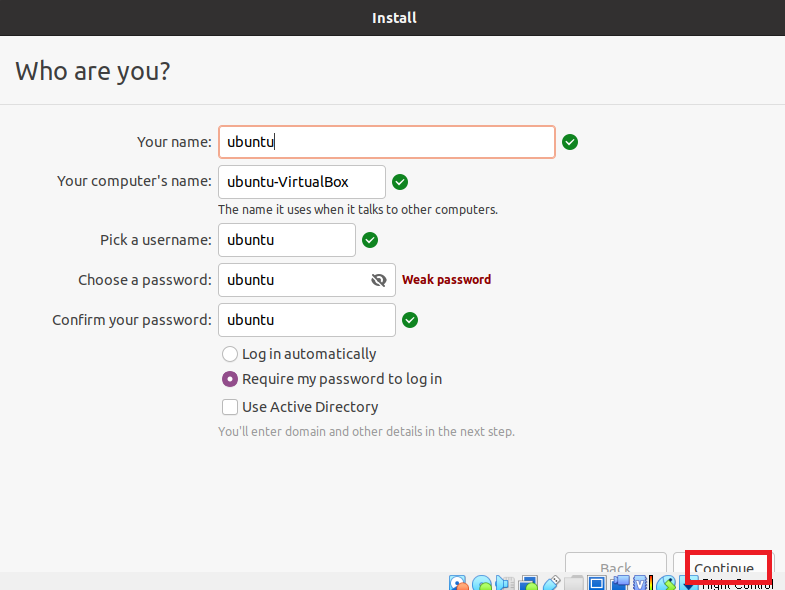 Install
Who are you?
Your name: ubuntu
Your computer's name: ubuntu-VirtualBox
The name it uses when it talks to other computers.
Pick a username: ubuntu
Choose a password: ubuntu Weak password
Confirm your password: ubuntu
Log in automatically
Require my password to log in
Use Active Directory
You'll enter domain and other details in the next step.
Back Continue
Right Control